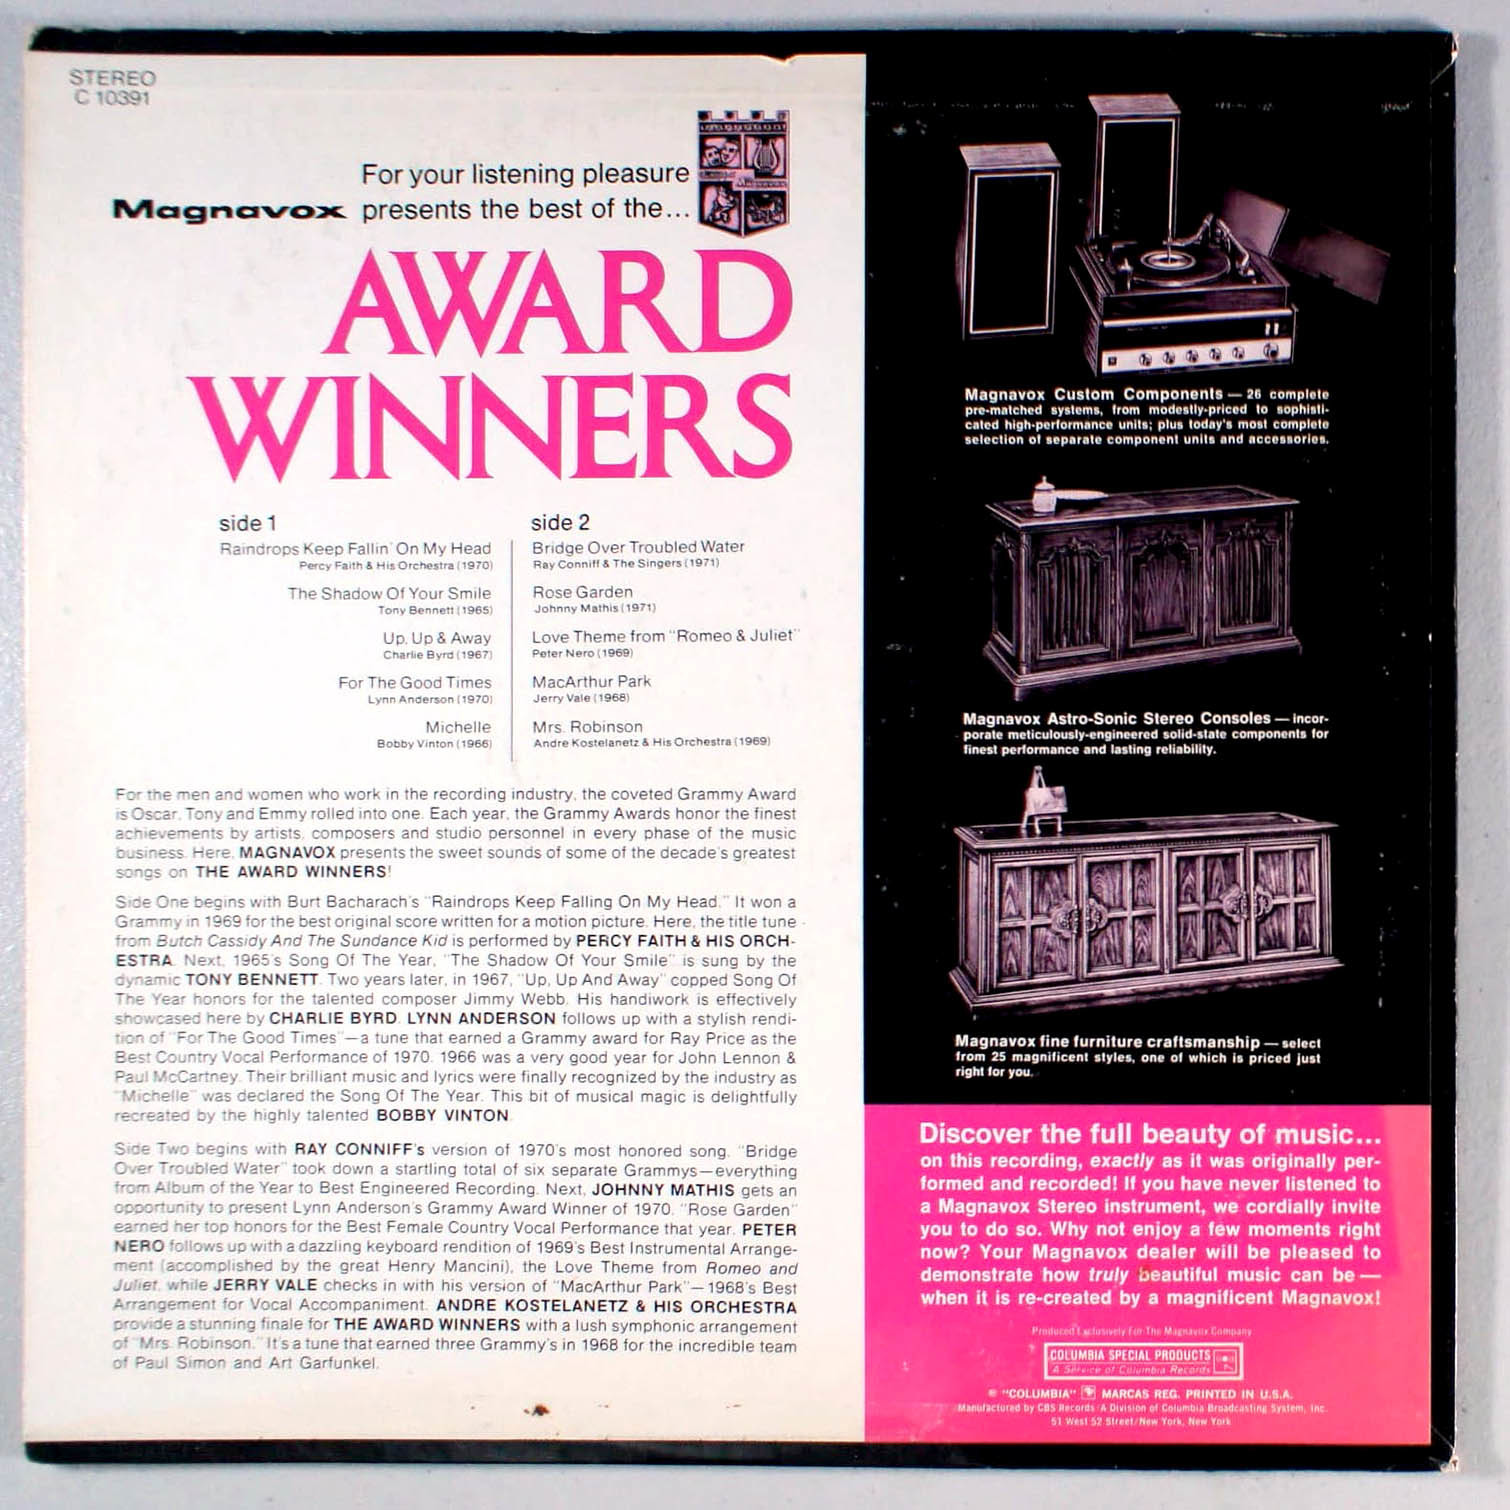 STEREO
C 10391
For your listening pleasure
Magnavox presents the best of the...
Magnavox
AWARD
WINNERS
side 1
Raindrops Keep Fallin' On My Head
Percy Faith & His Orchestra (1970)
The Shadow Of Your Smile
Tony Bennett (1965)
Up, Up & Away
Charlie Byrd (1967)
For The Good Times
Lynn Anderson (1970)
Michelle
Bobby Vinton (1966)
side 2
Bridge Over Troubled Water
Ray Conniff & The Singers (1971)
Rose Garden
Johnny Mathis (1971)
Love Theme from "Romeo & Juliet"
Peter Nero (1969)
MacArthur Park
Jerry Vale (1968)
Mrs. Robinson
Andre Kostelanetz & His Orchestra (1969)
For the men and women who work in the recording industry, the coveted Grammy Award
is Oscar, Tony and Emmy rolled into one. Each year, the Grammy Awards honor the finest
achievements by artists, composers and studio personnel in every phase of the music
business. Here, MAGNAVOX presents the sweet sounds of some of the decade's greatest
songs on THE AWARD WINNERS!
Side One begins with Burt Bacharach's "Raindrops Keep Falling On My Head." It won a
Grammy in 1969 for the best original score written for a motion picture. Here, the title tune
from Butch Cassidy And The Sundance Kid is performed by PERCY FAITH & HIS ORCH-
ESTRA. Next, 1965's Song Of The Year, "The Shadow Of Your Smile" is sung by the
dynamic TONY BENNETT. Two years later, in 1967, "Up, Up And Away" copped Song Of
The Year honors for the talented composer Jimmy Webb. His handiwork is effectively
showcased here by CHARLIE BYRD. LYNN ANDERSON follows up with a stylish rendi-
tion of "For The Good Times"—a tune that earned a Grammy award for Ray Price as the
Best Country Vocal Performance of 1970. 1966 was a very good year for John Lennon &
Paul McCartney. Their brilliant music and lyrics were finally recognized by the industry as
"Michelle" was declared the Song Of The Year. This bit of musical magic is delightfully
recreated by the highly talented BOBBY VINTON.
Side Two begins with RAY CONNIFF's version of 1970's most honored song. "Bridge
Over Troubled Water" took down a startling total of six separate Grammys—everything
from Album of the Year to Best Engineered Recording. Next, JOHNNY MATHIS gets an
opportunity to present Lynn Anderson's Grammy Award Winner of 1970. "Rose Garden"
earned her top honors for the Best Female Country Vocal Performance that year. PETER
NERO follows up with a dazzling keyboard rendition of 1969's Best Instrumental Arrange-
ment (accomplished by the great Henry Mancini), the Love Theme from Romeo and
Juliet, while JERRY VALE checks in with his version of "MacArthur Park"—1968's Best
Arrangement for Vocal Accompaniment. ANDRE KOSTELANETZ & HIS ORCHESTRA
provide a stunning finale for THE AWARD WINNERS with a lush symphonic arrangement
of "Mrs. Robinson." It's a tune that earned three Grammy's in 1968 for the incredible team
of Paul Simon and Art Garfunkel.
Magnavox Custom Components — 26 complete
pre-matched systems, from modestly-priced to sophisti-
cated high-performance units; plus today's most complete
selection of separate component units and accessories.
Magnavox Astro-Sonic Stereo Consoles — incor-
porate meticulously-engineered solid-state components for
finest performance and lasting reliability.
Magnavox fine furniture craftsmanship — select
from 25 magnificent styles, one of which is priced just
right for you.
Discover the full beauty of music...
on this recording, exactly as it was originally per-
formed and recorded! If you have never listened to
a Magnavox Stereo instrument, we cordially invite
you to do so. Why not enjoy a few moments right
now? Your Magnavox dealer will be pleased to
demonstrate how truly beautiful music can be —
when it is re-created by a magnificent Magnavox!
Produced Exclusively For The Magnavox Company
COLUMBIA SPECIAL PRODUCTS
A Service of Columbia Records
® "COLUMBIA" MARCAS REG. PRINTED IN U.S.A.
Manufactured by CBS Records/A Division of Columbia Broadcasting System, Inc.
51 West 52 Street/New York, New York